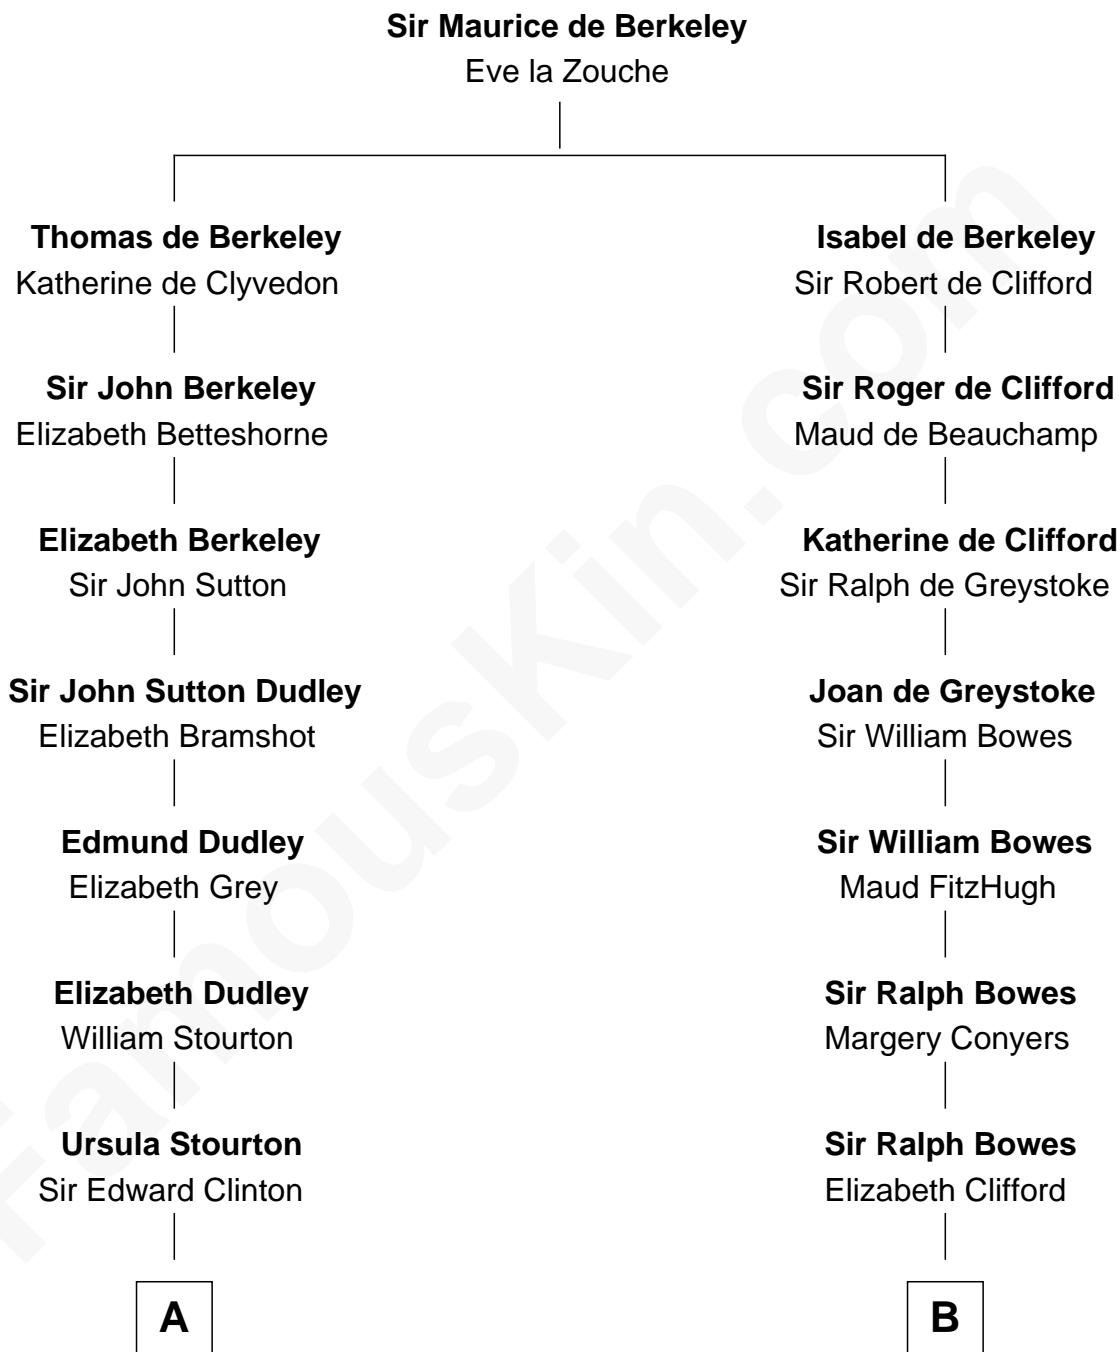 Sir Maurice de Berkeley
Eve la Zouche
Thomas de Berkeley
Katherine de Clyvedon
Isabel de Berkeley
Sir Robert de Clifford
Sir John Berkeley
Elizabeth Betteshorne
Sir Roger de Clifford
Maud de Beauchamp
Elizabeth Berkeley
Sir John Sutton
Katherine de Clifford
Sir Ralph de Greystoke
Sir John Sutton Dudley
Elizabeth Bramshot
Joan de Greystoke
Sir William Bowes
Edmund Dudley
Elizabeth Grey
Sir William Bowes
Maud FitzHugh
Elizabeth Dudley
William Stourton
Sir Ralph Bowes
Margery Conyers
Ursula Stourton
Sir Edward Clinton
Sir Ralph Bowes
Elizabeth Clifford
A
B
FamousKin.com